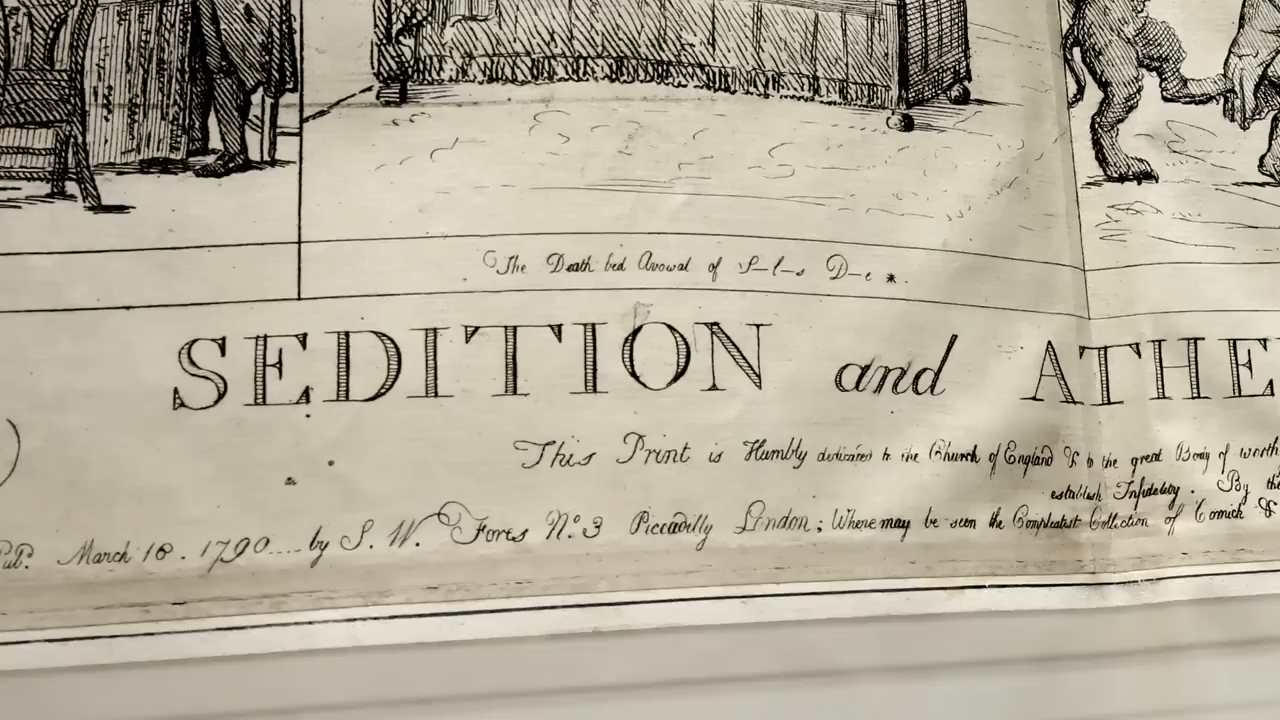 The Death bed Avowal of S-l-s D-e *.
SEDITION and ATHE
This Print is Humbly dedicated to the Church of England & to the great Body of worth
establish Infidelity. By the
Pub. March 18. 1790.... by S. W. Fores No. 3 Piccadilly London; Where may be seen the Compleatest Collection of Comick &